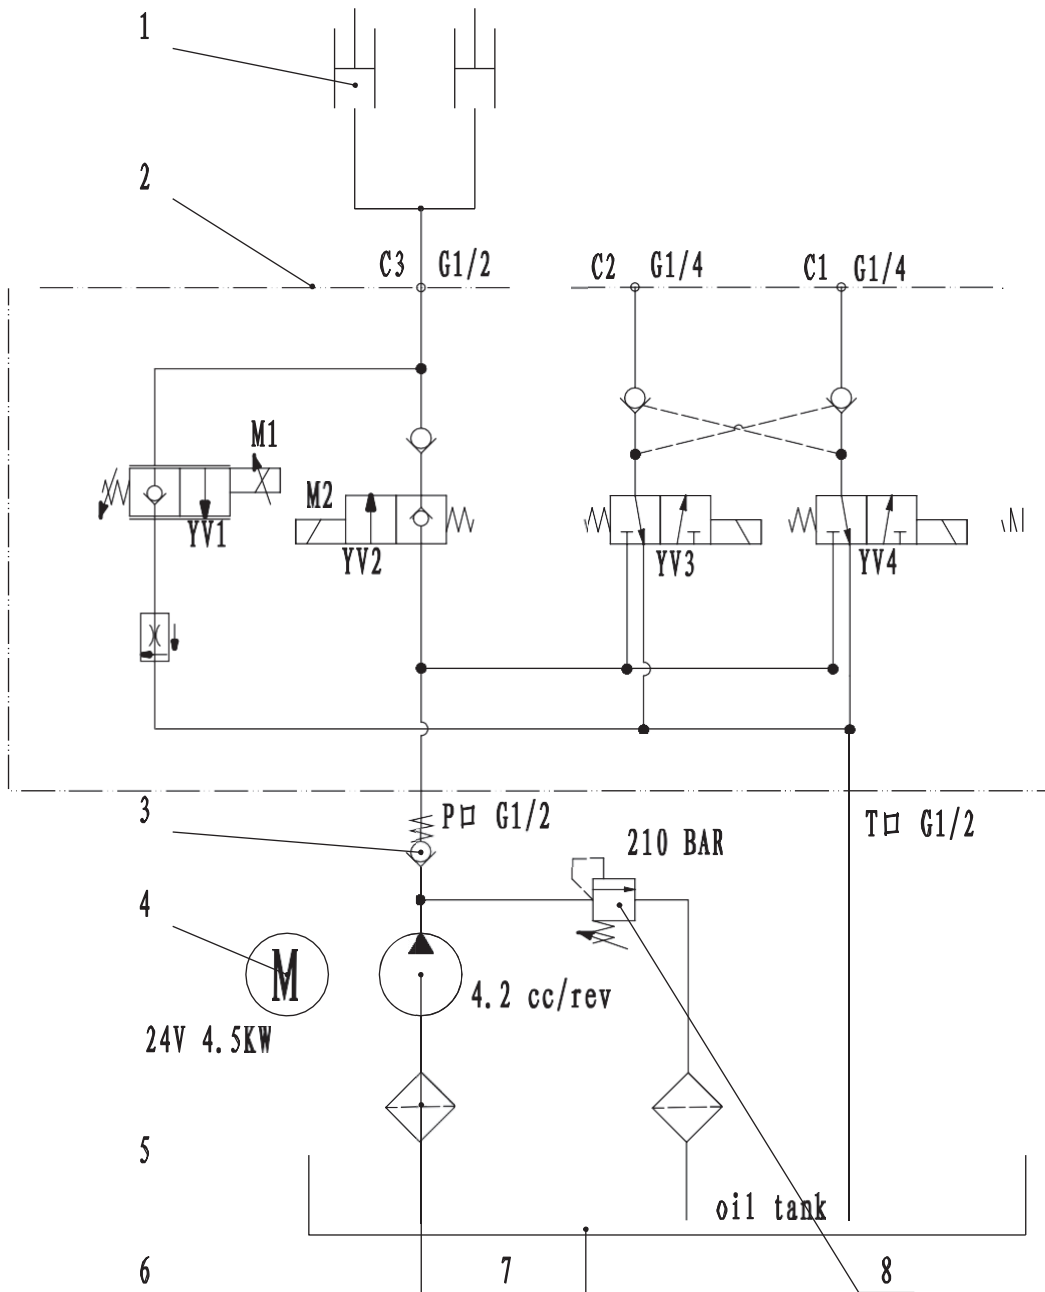 1
2
C3 G1/2
C2 G1/4
C1 G1/4
M1
M2
YV1
YV2
YV3
YV4
3
P口 G1/2
T口 G1/2
210 BAR
4
M
4.2 cc/rev
24V 4.5KW
5
oil tank
6
7
8